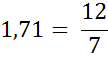 1,71 = 12/7